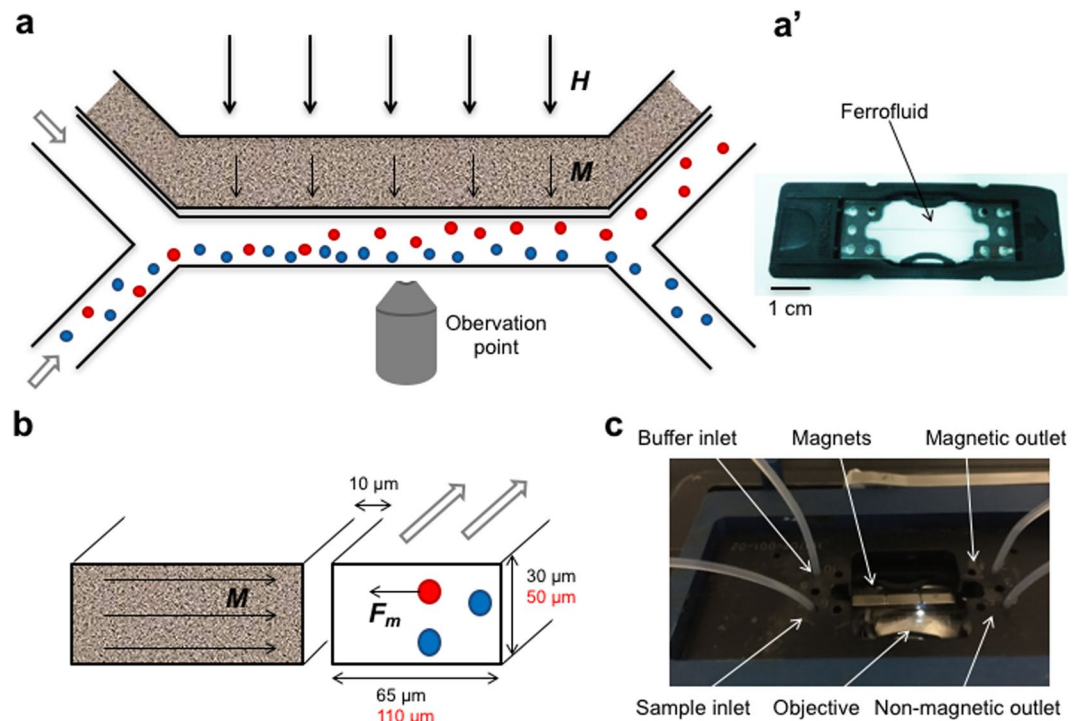 a
H
M
Obervation
point
a'
Ferrofluid
1 cm
b
10 µm
M
Fm
30 µm
50 µm
65 µm
110 µm
c
Buffer inlet
Magnets
Magnetic outlet
Sample inlet
Objective
Non-magnetic outlet